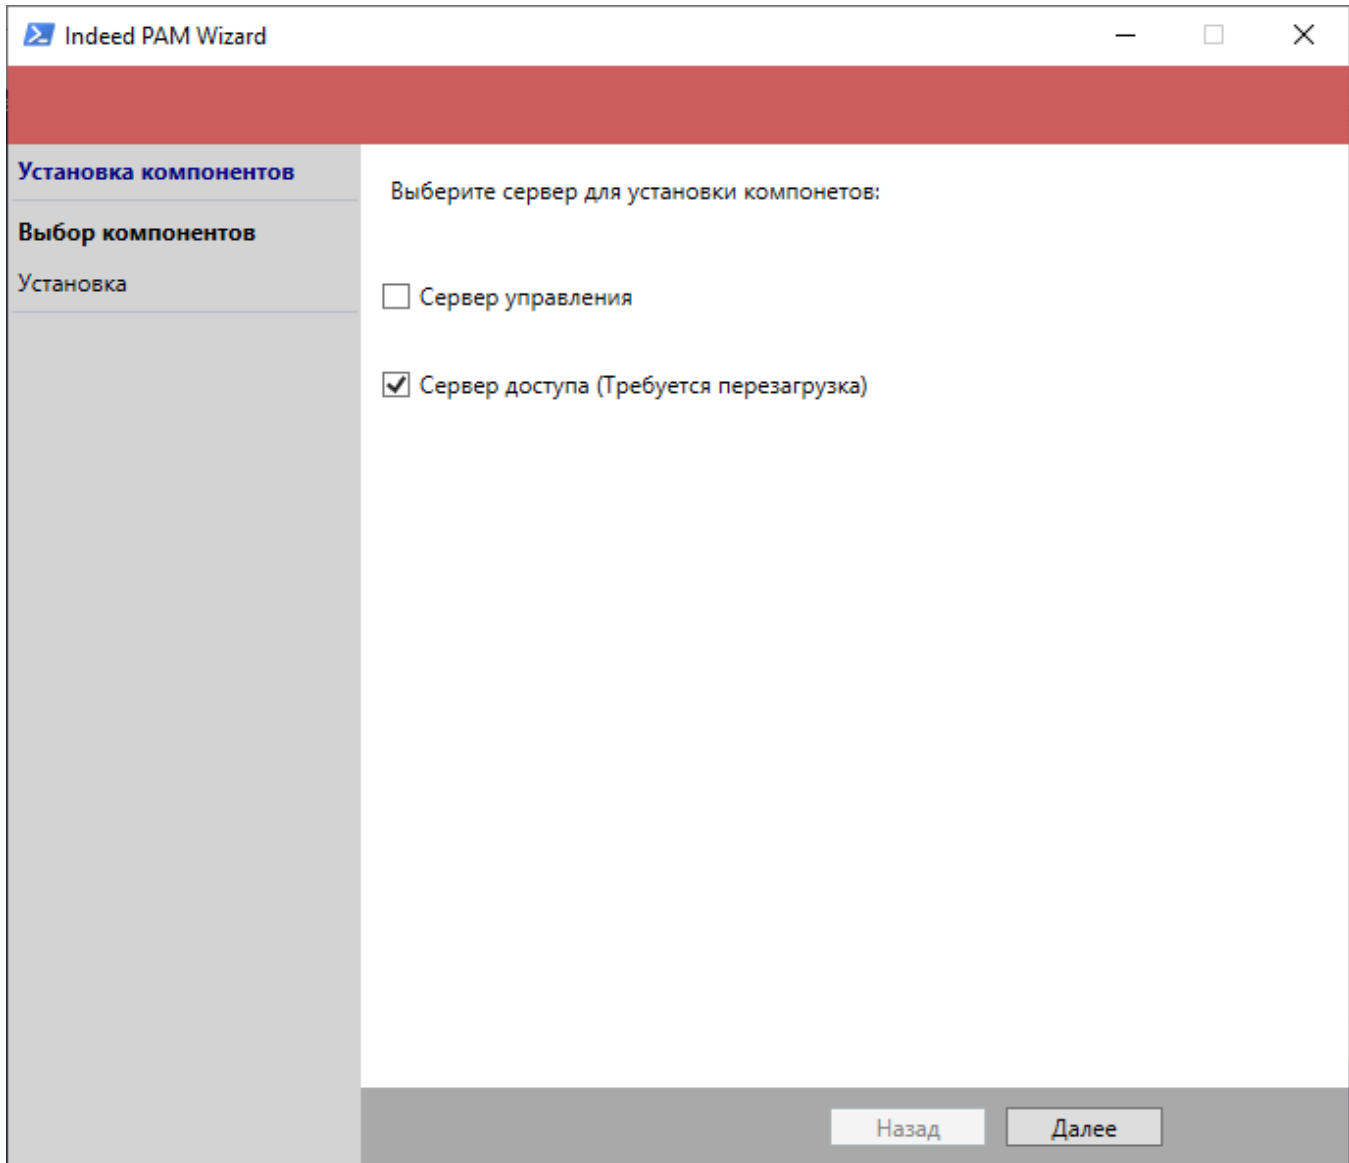 Indeed PAM Wizard
Установка компонентов
Выбор компонентов
Установка
Выберите сервер для установки компонетов:
Сервер управления
Сервер доступа (Требуется перезагрузка)
Назад
Далее